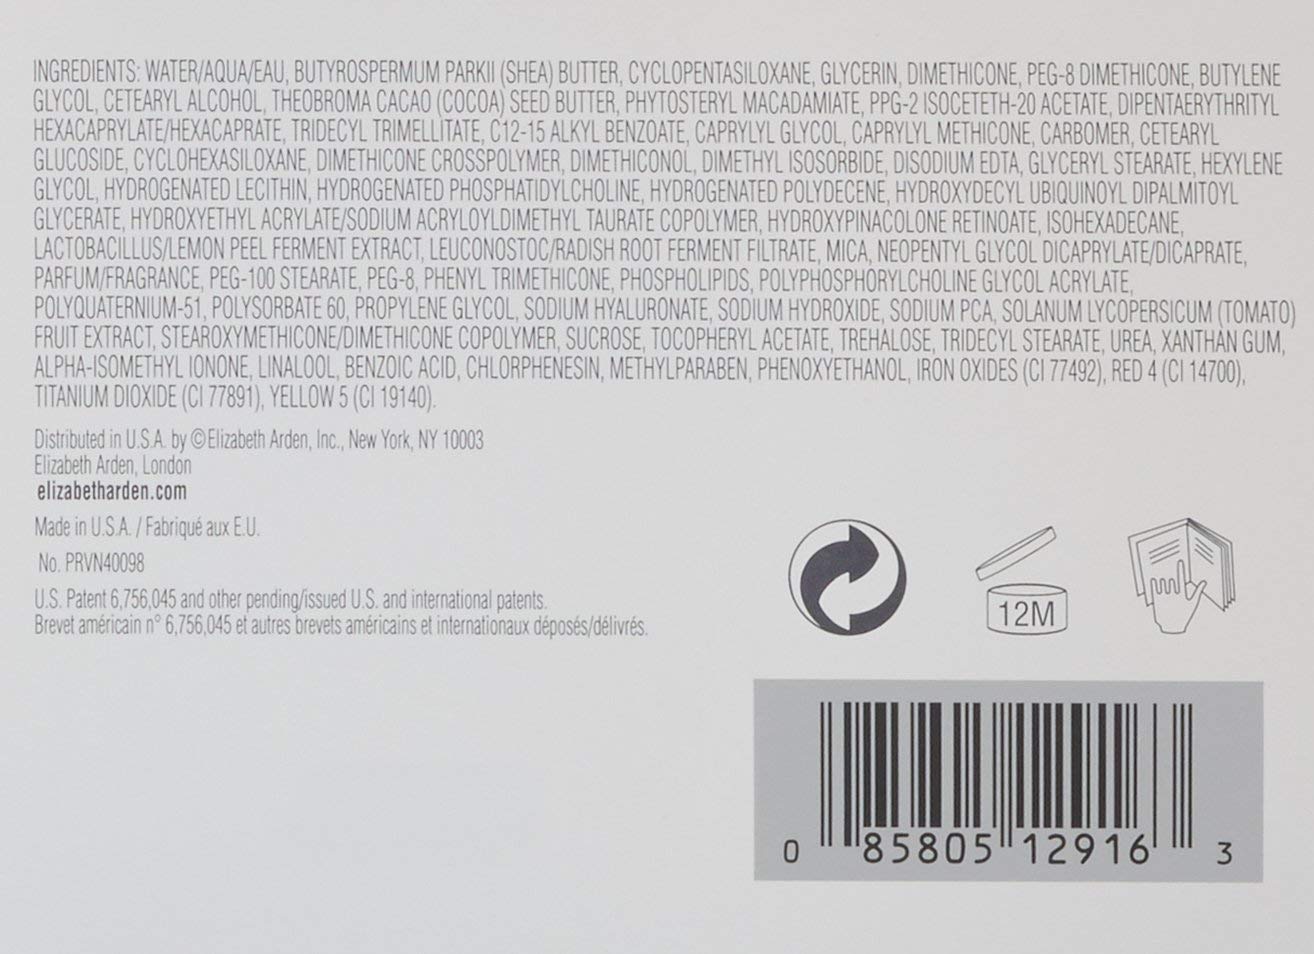 INGREDIENTS: WATER/AQUA/EAU, BUTYROSPERMUM PARKII (SHEA) BUTTER, CYCLOPENTASILOXANE, GLYCERIN, DIMETHICONE, PEG-8 DIMETHICONE, BUTYLENE
GLYCOL, CETEARYL ALCOHOL, THEOBROMA CACAO (COCOA) SEED BUTTER, PHYTOSTERYL MACADAMIATE, PPG-2 ISOCETETH-20 ACETATE, DIPENTAERYTHRITYL
HEXACAPRYLATE/HEXACAPRATE, TRIDECYL TRIMELLITATE, C12-15 ALKYL BENZOATE, CAPRYLYL GLYCOL, CAPRYLYL METHICONE, CARBOMER, CETEARYL
GLUCOSIDE, CYCLOHEXASILOXANE, DIMETHICONE CROSSPOLYMER, DIMETHICONOL, DIMETHYL ISOSORBIDE, DISODIUM EDTA, GLYCERYL STEARATE, HEXYLENE
GLYCOL, HYDROGENATED LECITHIN, HYDROGENATED PHOSPHATIDYLCHOLINE, HYDROGENATED POLYDECENE, HYDROXYDECYL UBIQUINOYL DIPALMITOYL
GLYCERATE, HYDROXYETHYL ACRYLATE/SODIUM ACRYLOYLDIMETHYL TAURATE COPOLYMER, HYDROXYPINACOLONE RETINOATE, ISOHEXADECANE,
LACTOBACILLUS/LEMON PEEL FERMENT EXTRACT, LEUCONOSTOC/RADISH ROOT FERMENT FILTRATE, MICA, NEOPENTYL GLYCOL DICAPRYLATE/DICAPRATE,
PARFUM/FRAGRANCE, PEG-100 STEARATE, PEG-8, PHENYL TRIMETHICONE, PHOSPHOLIPIDS, POLYPHOSPHORYLCHOLINE GLYCOL ACRYLATE,
POLYQUATERNIUM-51, POLYSORBATE 60, PROPYLENE GLYCOL, SODIUM HYALURONATE, SODIUM HYDROXIDE, SODIUM PCA, SOLANUM LYCOPERSICUM (TOMATO)
FRUIT EXTRACT, STEAROXYMETHICONE/DIMETHICONE COPOLYMER, SUCROSE, TOCOPHERYL ACETATE, TREHALOSE, TRIDECYL STEARATE, UREA, XANTHAN GUM,
ALPHA-ISOMETHYL IONONE, LINALOOL, BENZOIC ACID, CHLORPHENESIN, METHYLPARABEN, PHENOXYETHANOL, IRON OXIDES (CI 77492), RED 4 (CI 14700),
TITANIUM DIOXIDE (CI 77891), YELLOW 5 (CI 19140).
Distributed in U.S.A. by ©Elizabeth Arden, Inc., New York, NY 10003
Elizabeth Arden, London
elizabetharden.com
Made in U.S.A. / Fabriqué aux E.U.
No. PRVN40098
U.S. Patent 6,756,045 and other pending/issued U.S. and international patents.
Brevet américain n° 6,756,045 et autres brevets américains et internationaux déposés/délivrés.
12M
0 85805 12916 3